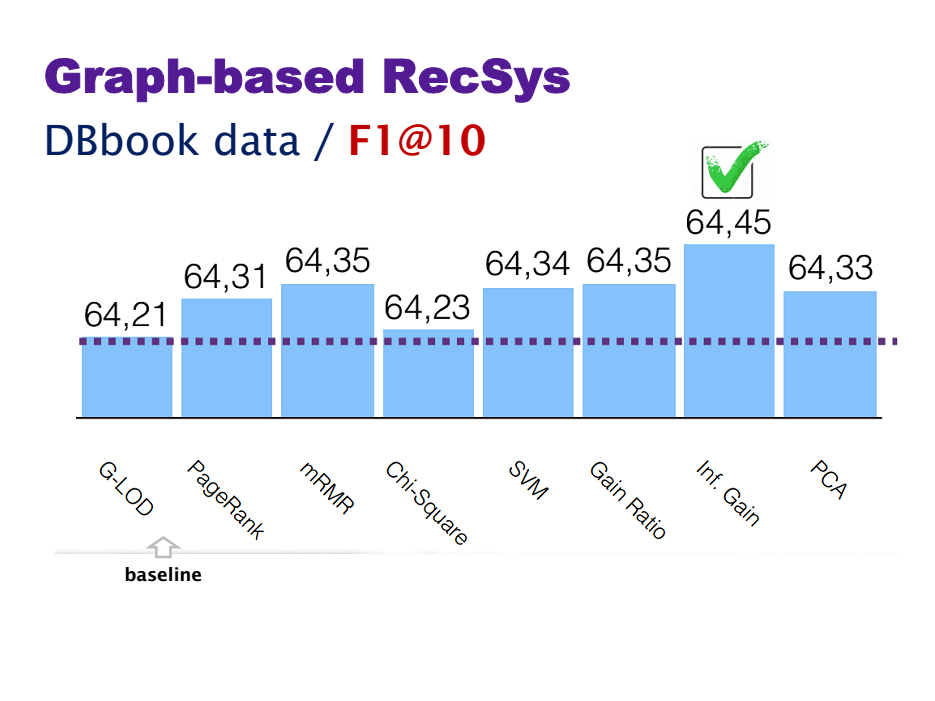 Graph-based RecSys
DBbook data / F1@10
64,21
64,31
64,35
64,23
64,34
64,35
64,45
64,33
G-LOD
PageRank
mRMR
Chi-Square
SVM
Gain Ratio
Inf. Gain
PCA
baseline